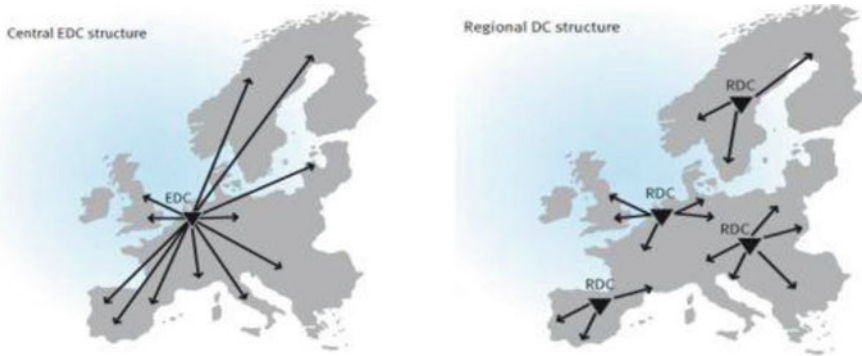 Central EDC structure
EDC
Regional DC structure
RDC
RDC
RDC
RDC